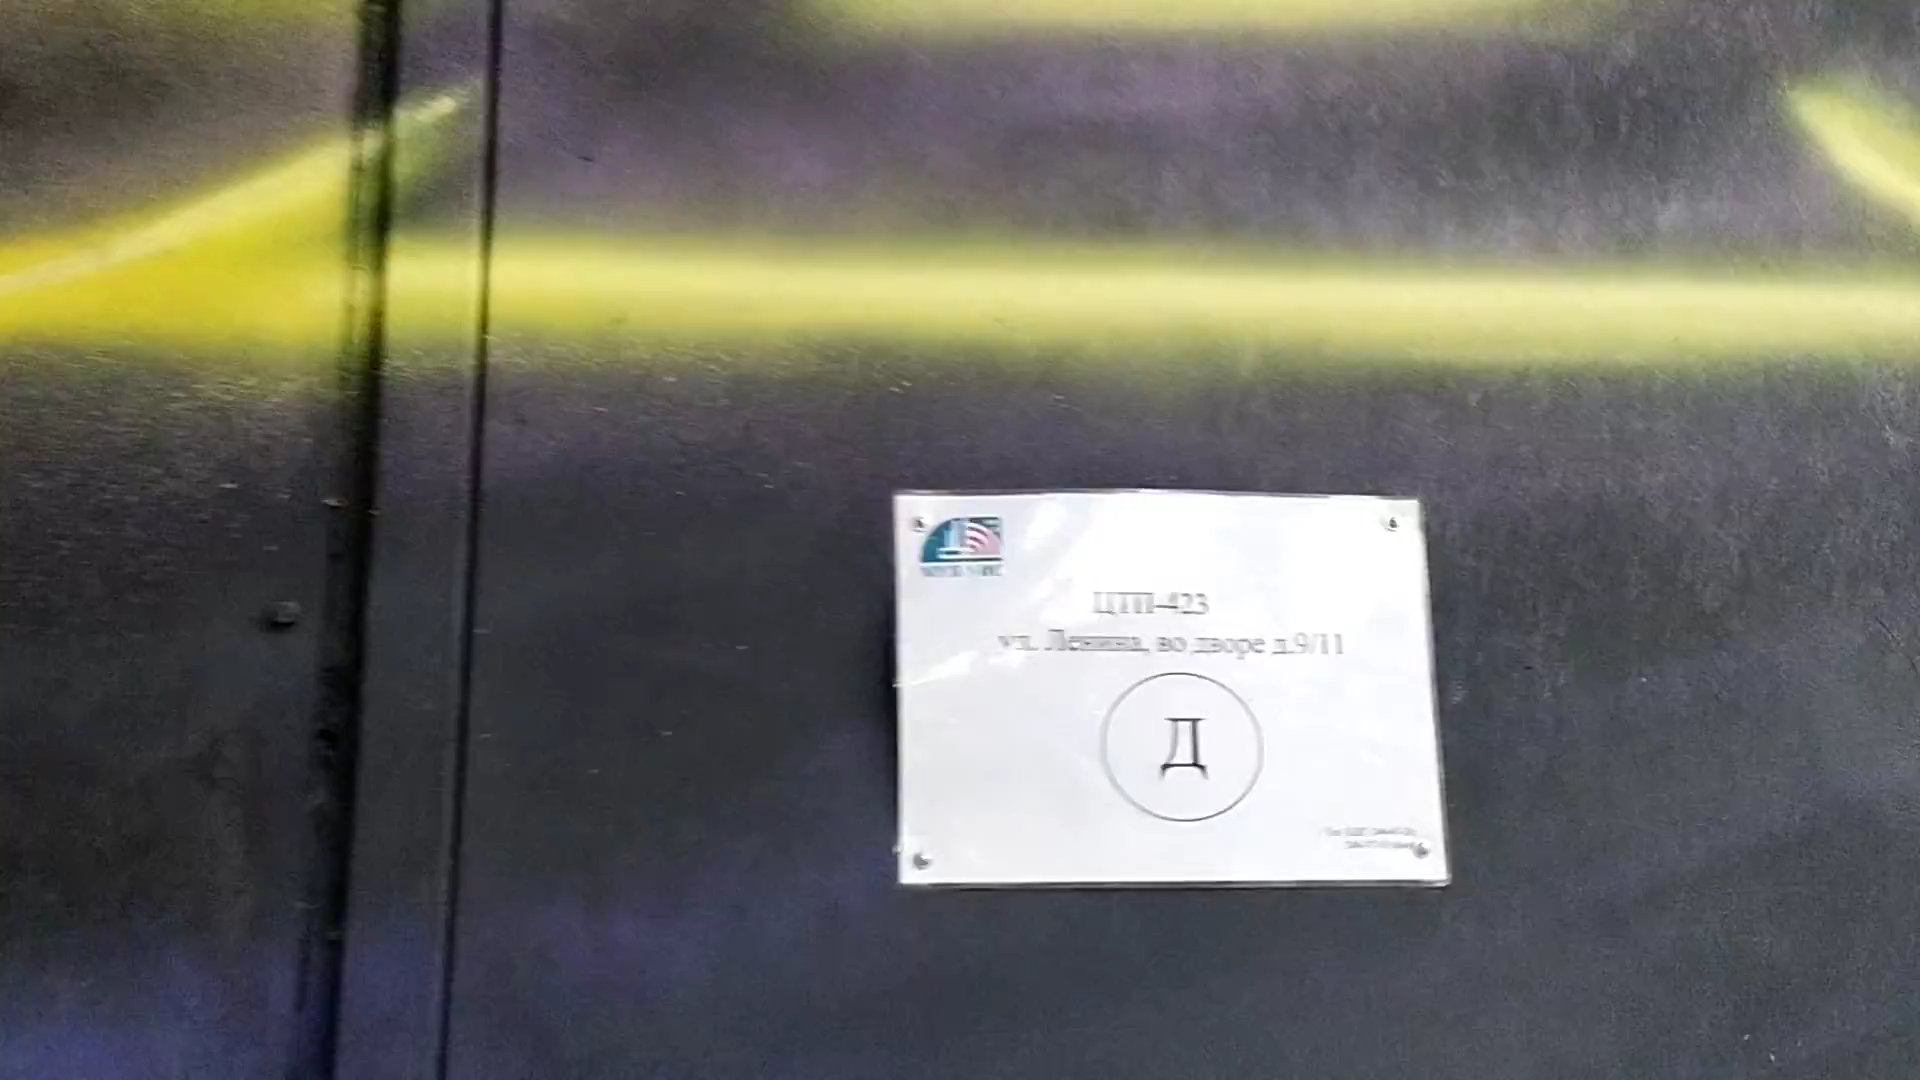 ЦТП-423
ул. Ленина, во дворе д.9/11
Д